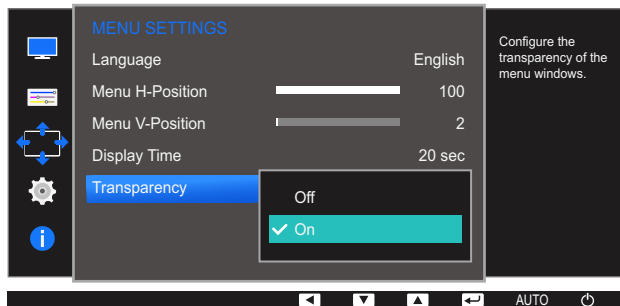 MENU SETTINGS
Language English
Menu H-Position 100
Menu V-Position 2
Display Time 20 sec
Transparency
Off
On
Configure the
transparency of the
menu windows.
AUTO